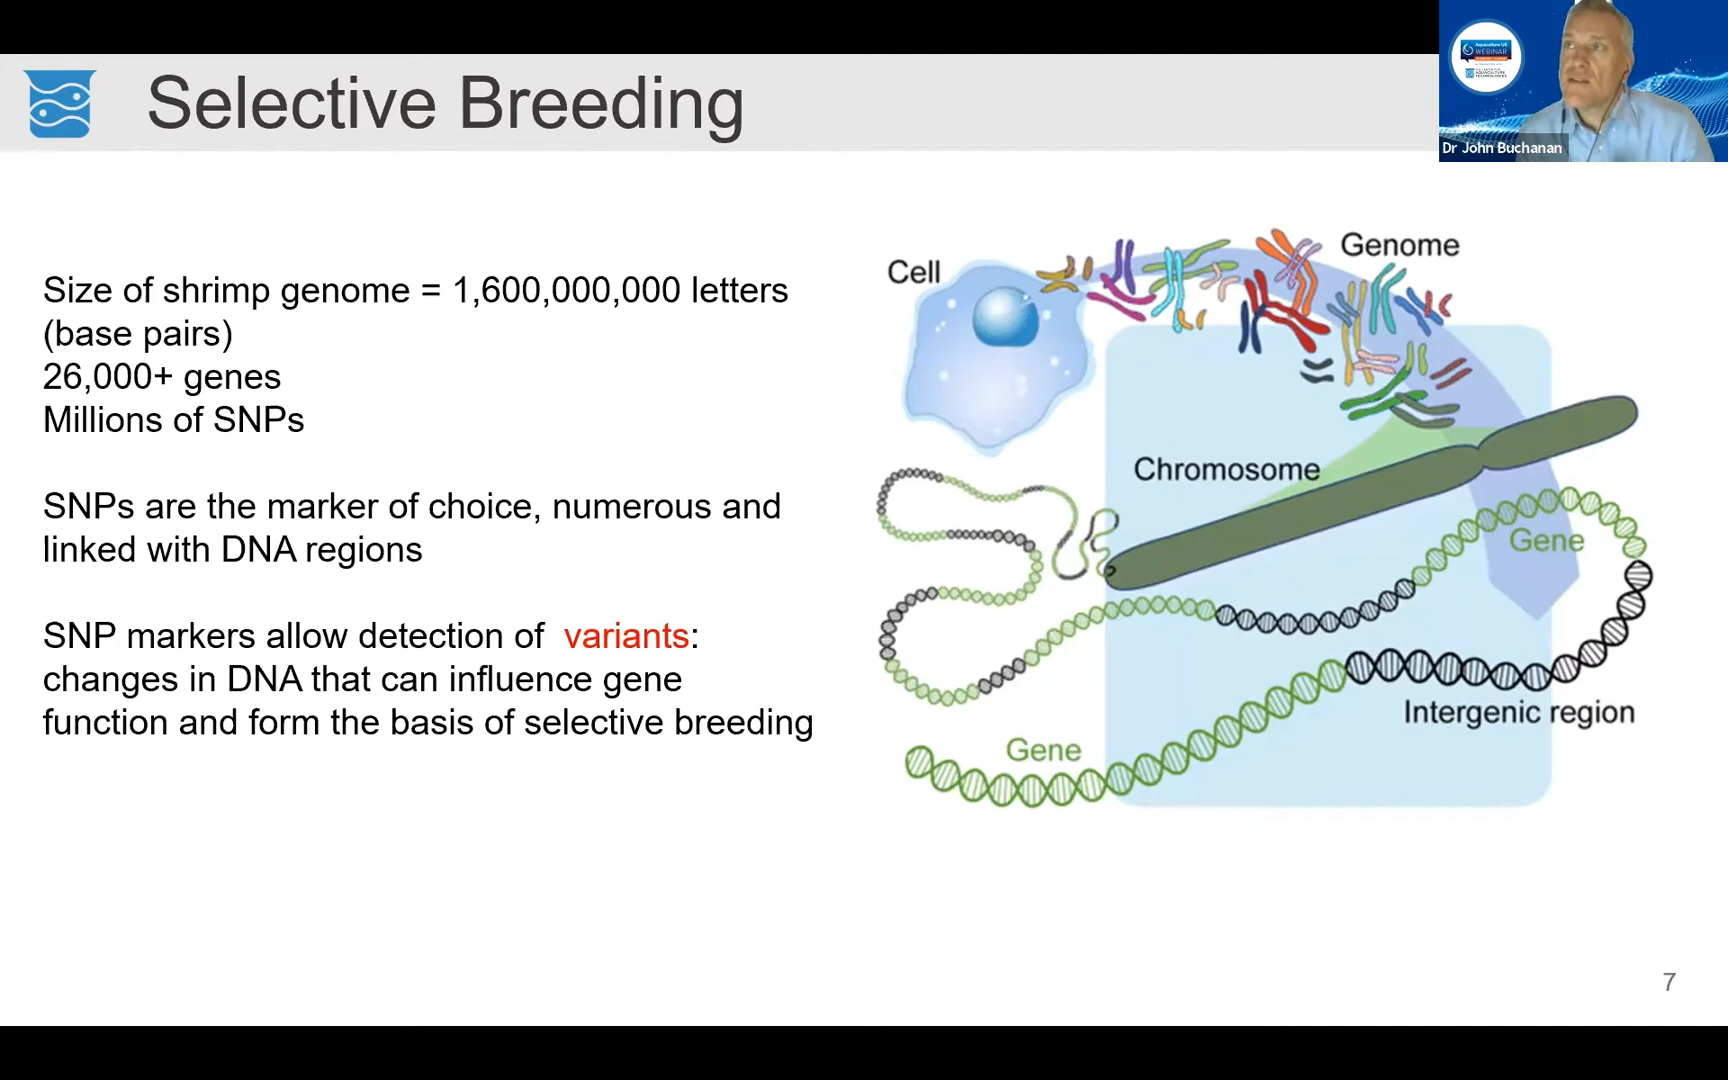 Selective Breeding
Aquaculture UK
WEBINAR
Dr John Buchanan
Size of shrimp genome = 1,600,000,000 letters
(base pairs)
26,000+ genes
Millions of SNPs
SNPs are the marker of choice, numerous and
linked with DNA regions
SNP markers allow detection of variants:
changes in DNA that can influence gene
function and form the basis of selective breeding
Cell
Genome
Chromosome
Gene
Intergenic region
Gene
7